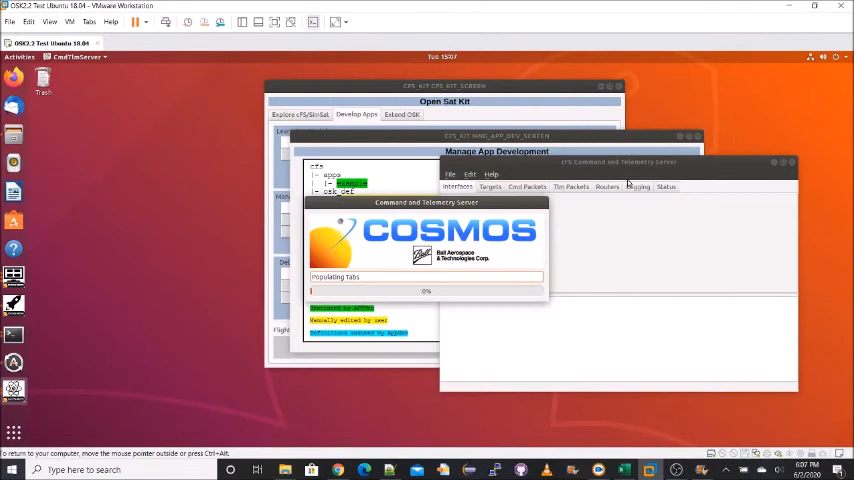 OSK2.2 Test Ubuntu 18.04 - VMware Workstation
File Edit View VM Tabs Help
OSK2.2 Test Ubuntu 18.04
Activities CmdTlmServer Tue 15:07
Trash
CFS_KIT CFS_KIT_SCREEN
Open Sat Kit
Explore cFS/SimSat Develop Apps Extend OSK
CFS_KIT MNG_APP_DEV_SCREEN
Manage App Development
cfs
|- apps
|- example
|- osk_def
cFS Command and Telemetry Server
File Edit Help
Interfaces Targets Cmd Packets Tlm Packets Routers Logging Status
Command and Telemetry Server
COSMOS
Ball Aerospace
& Technologies Corp.
Populating Tabs
0%
Manually edited by user
Flight
To return to your computer, move the mouse pointer outside or press Ctrl+Alt.
Type here to search
6:07 PM
6/2/2020